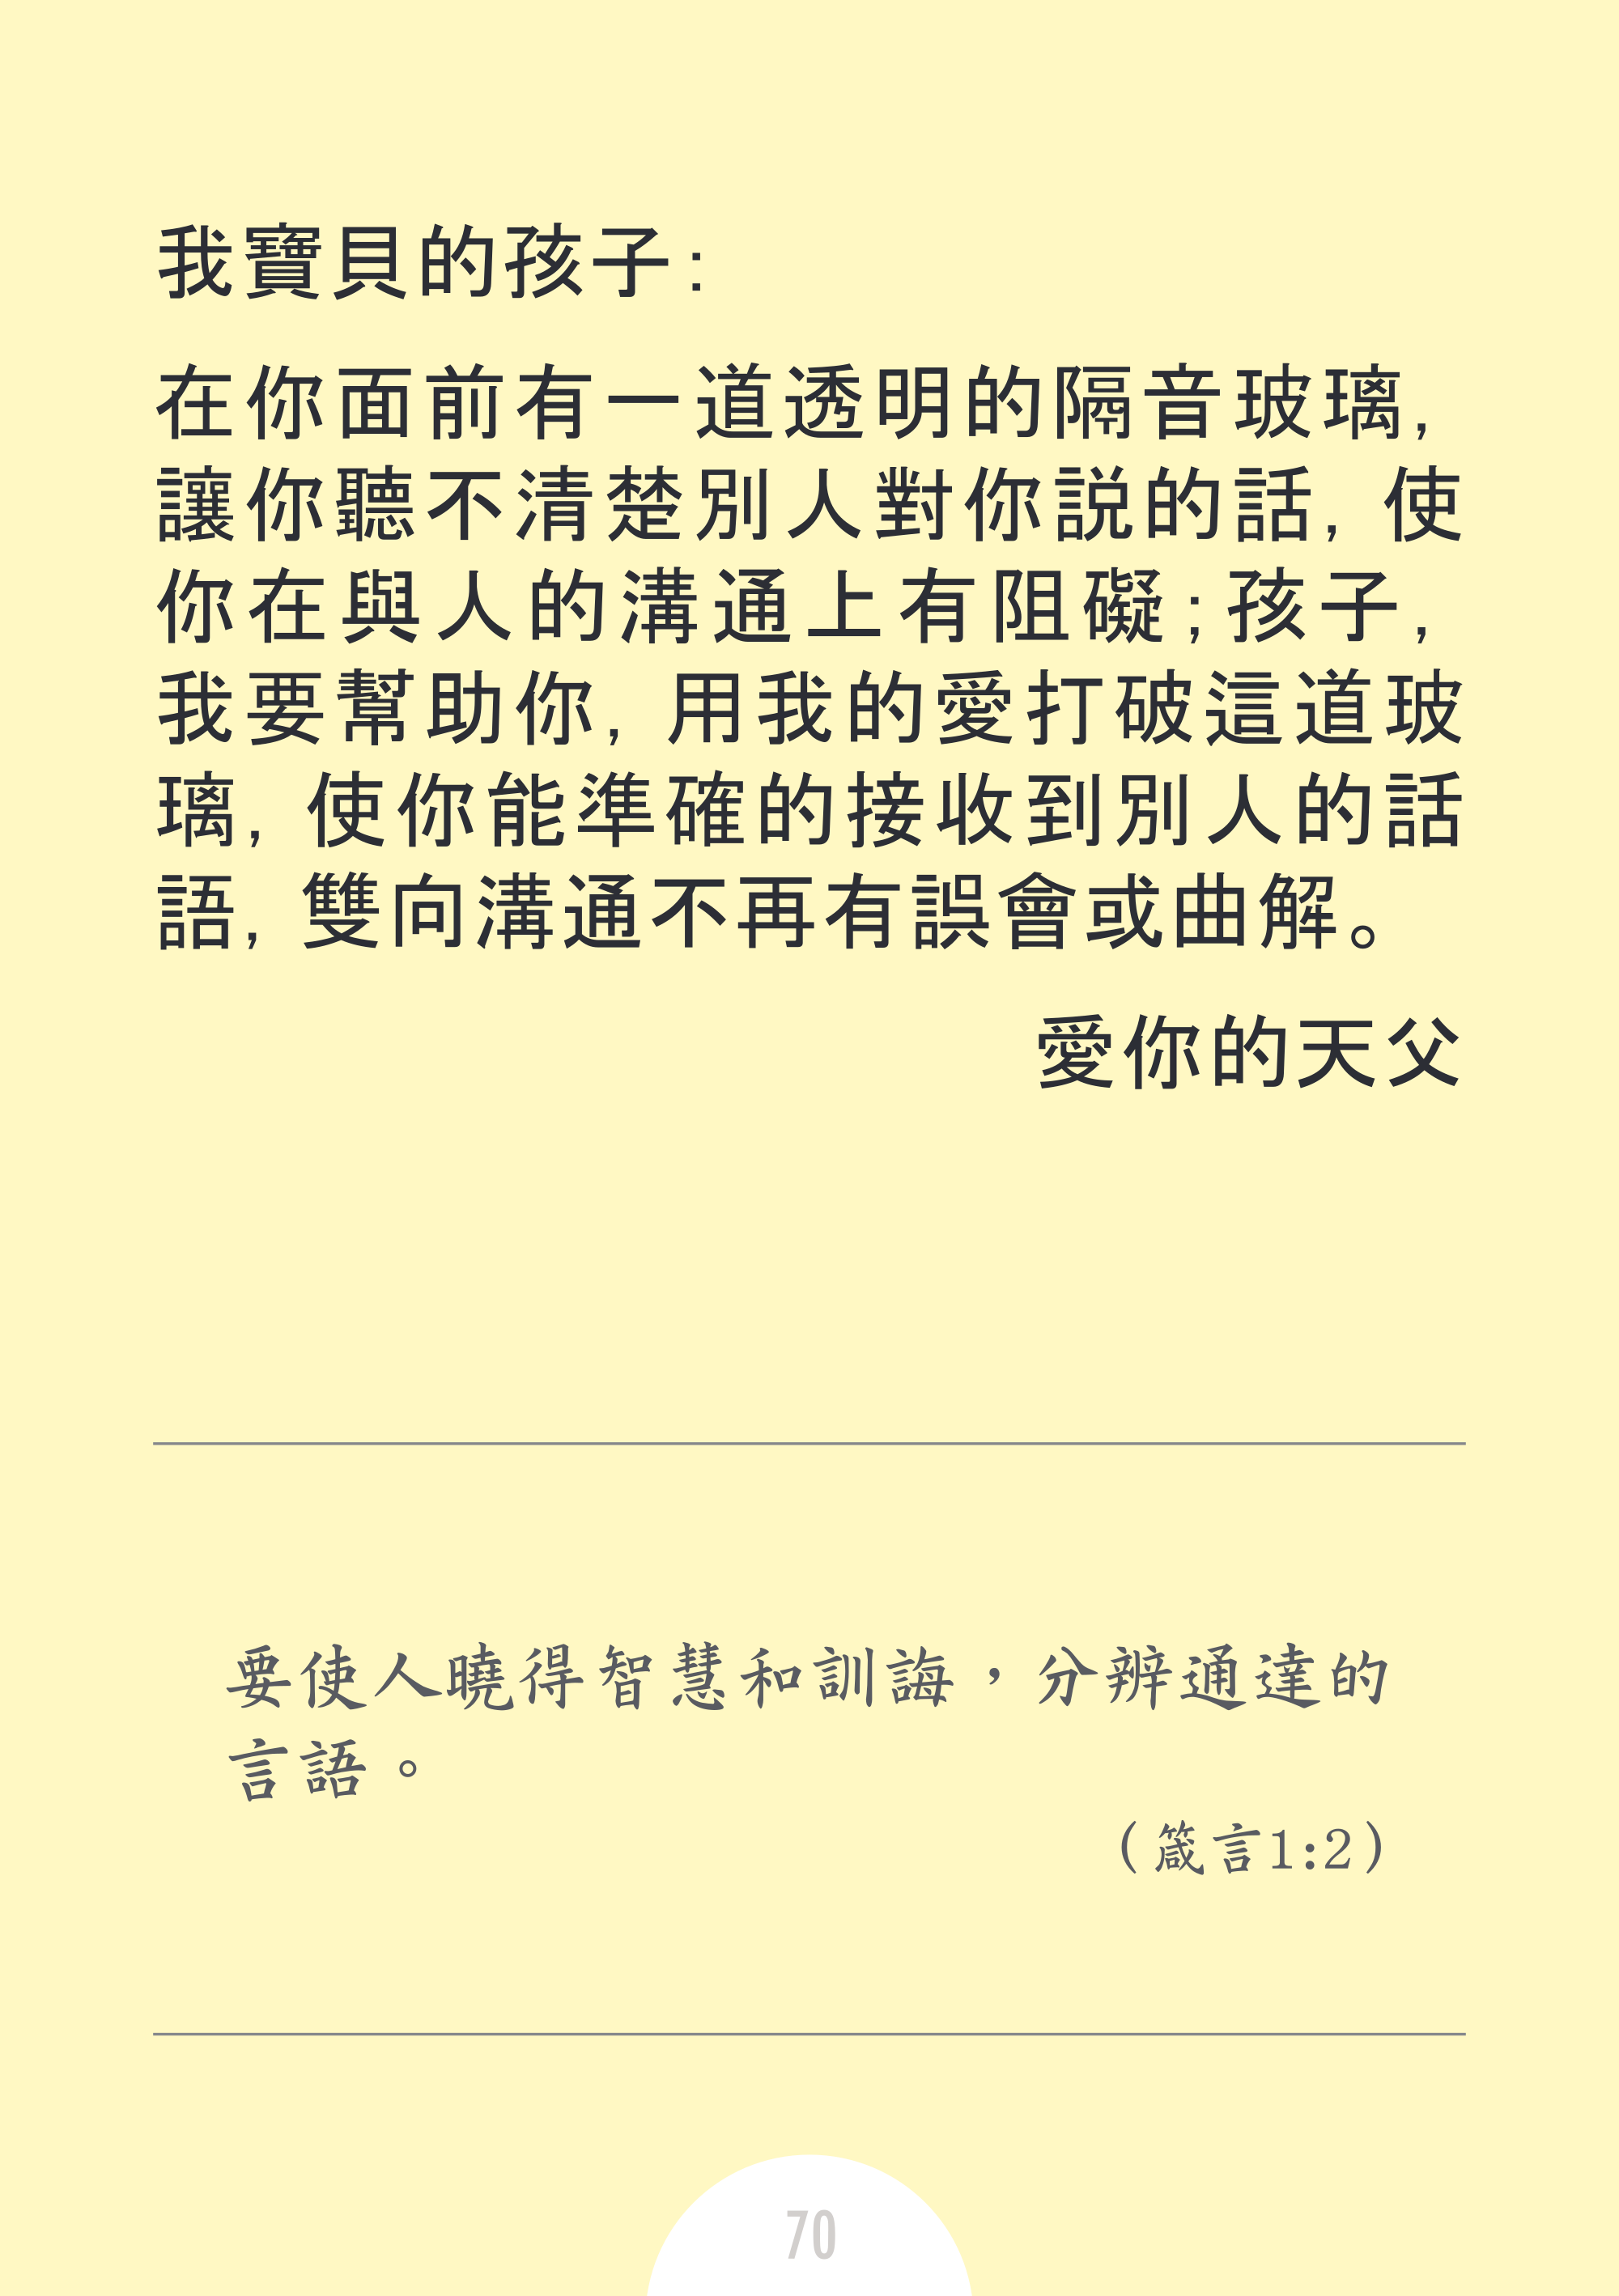 我寶貝的孩子：
在你面前有一道透明的隔音玻璃，
讓你聽不清楚別人對你説的話，使
你在與人的溝通上有阻礙；孩子，
我要幫助你，用我的愛打破這道玻
璃，使你能準確的接收到別人的話
語，雙向溝通不再有誤會或曲解。
愛你的天父
要使人曉得智慧和訓誨，分辨通達的
言語。
（箴言1:2）
70